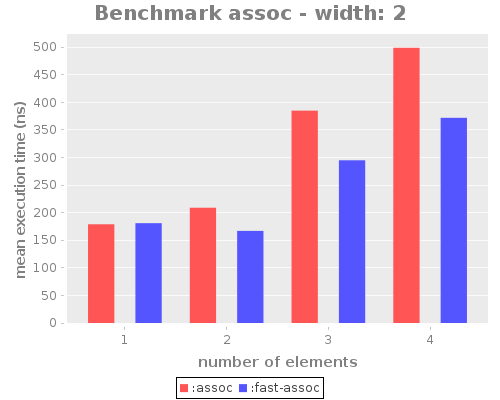 Benchmark assoc - width: 2
mean execution time (ns)
500
450
400
350
300
250
200
150
100
50
0
1 2 3 4
number of elements
:assoc :fast-assoc